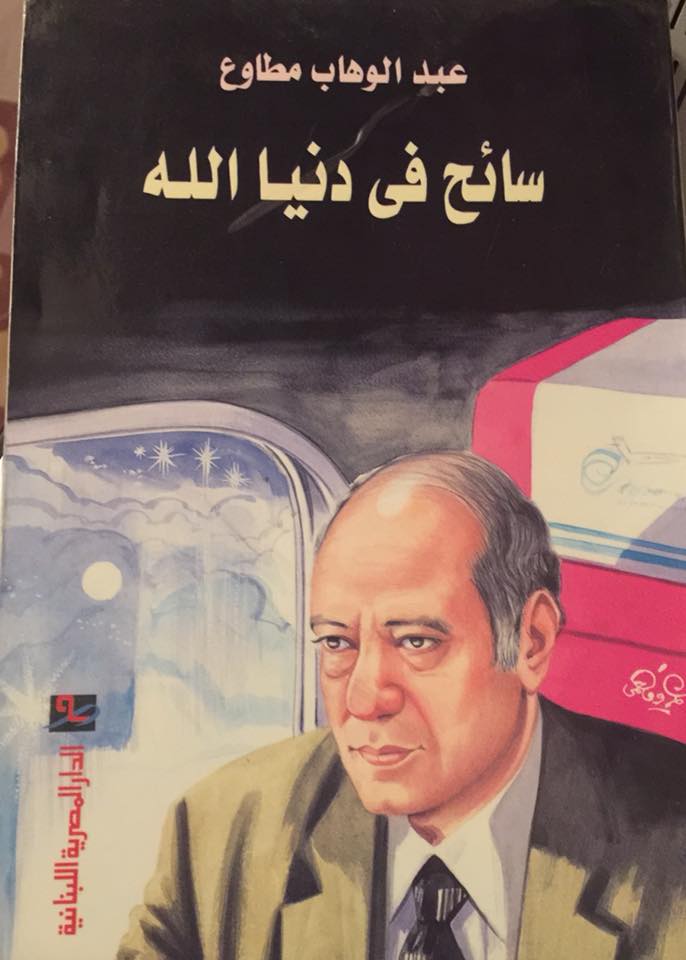 عبد الوهاب مطاوع
سائح فى دنيا الله
الدار المصرية اللبنانية